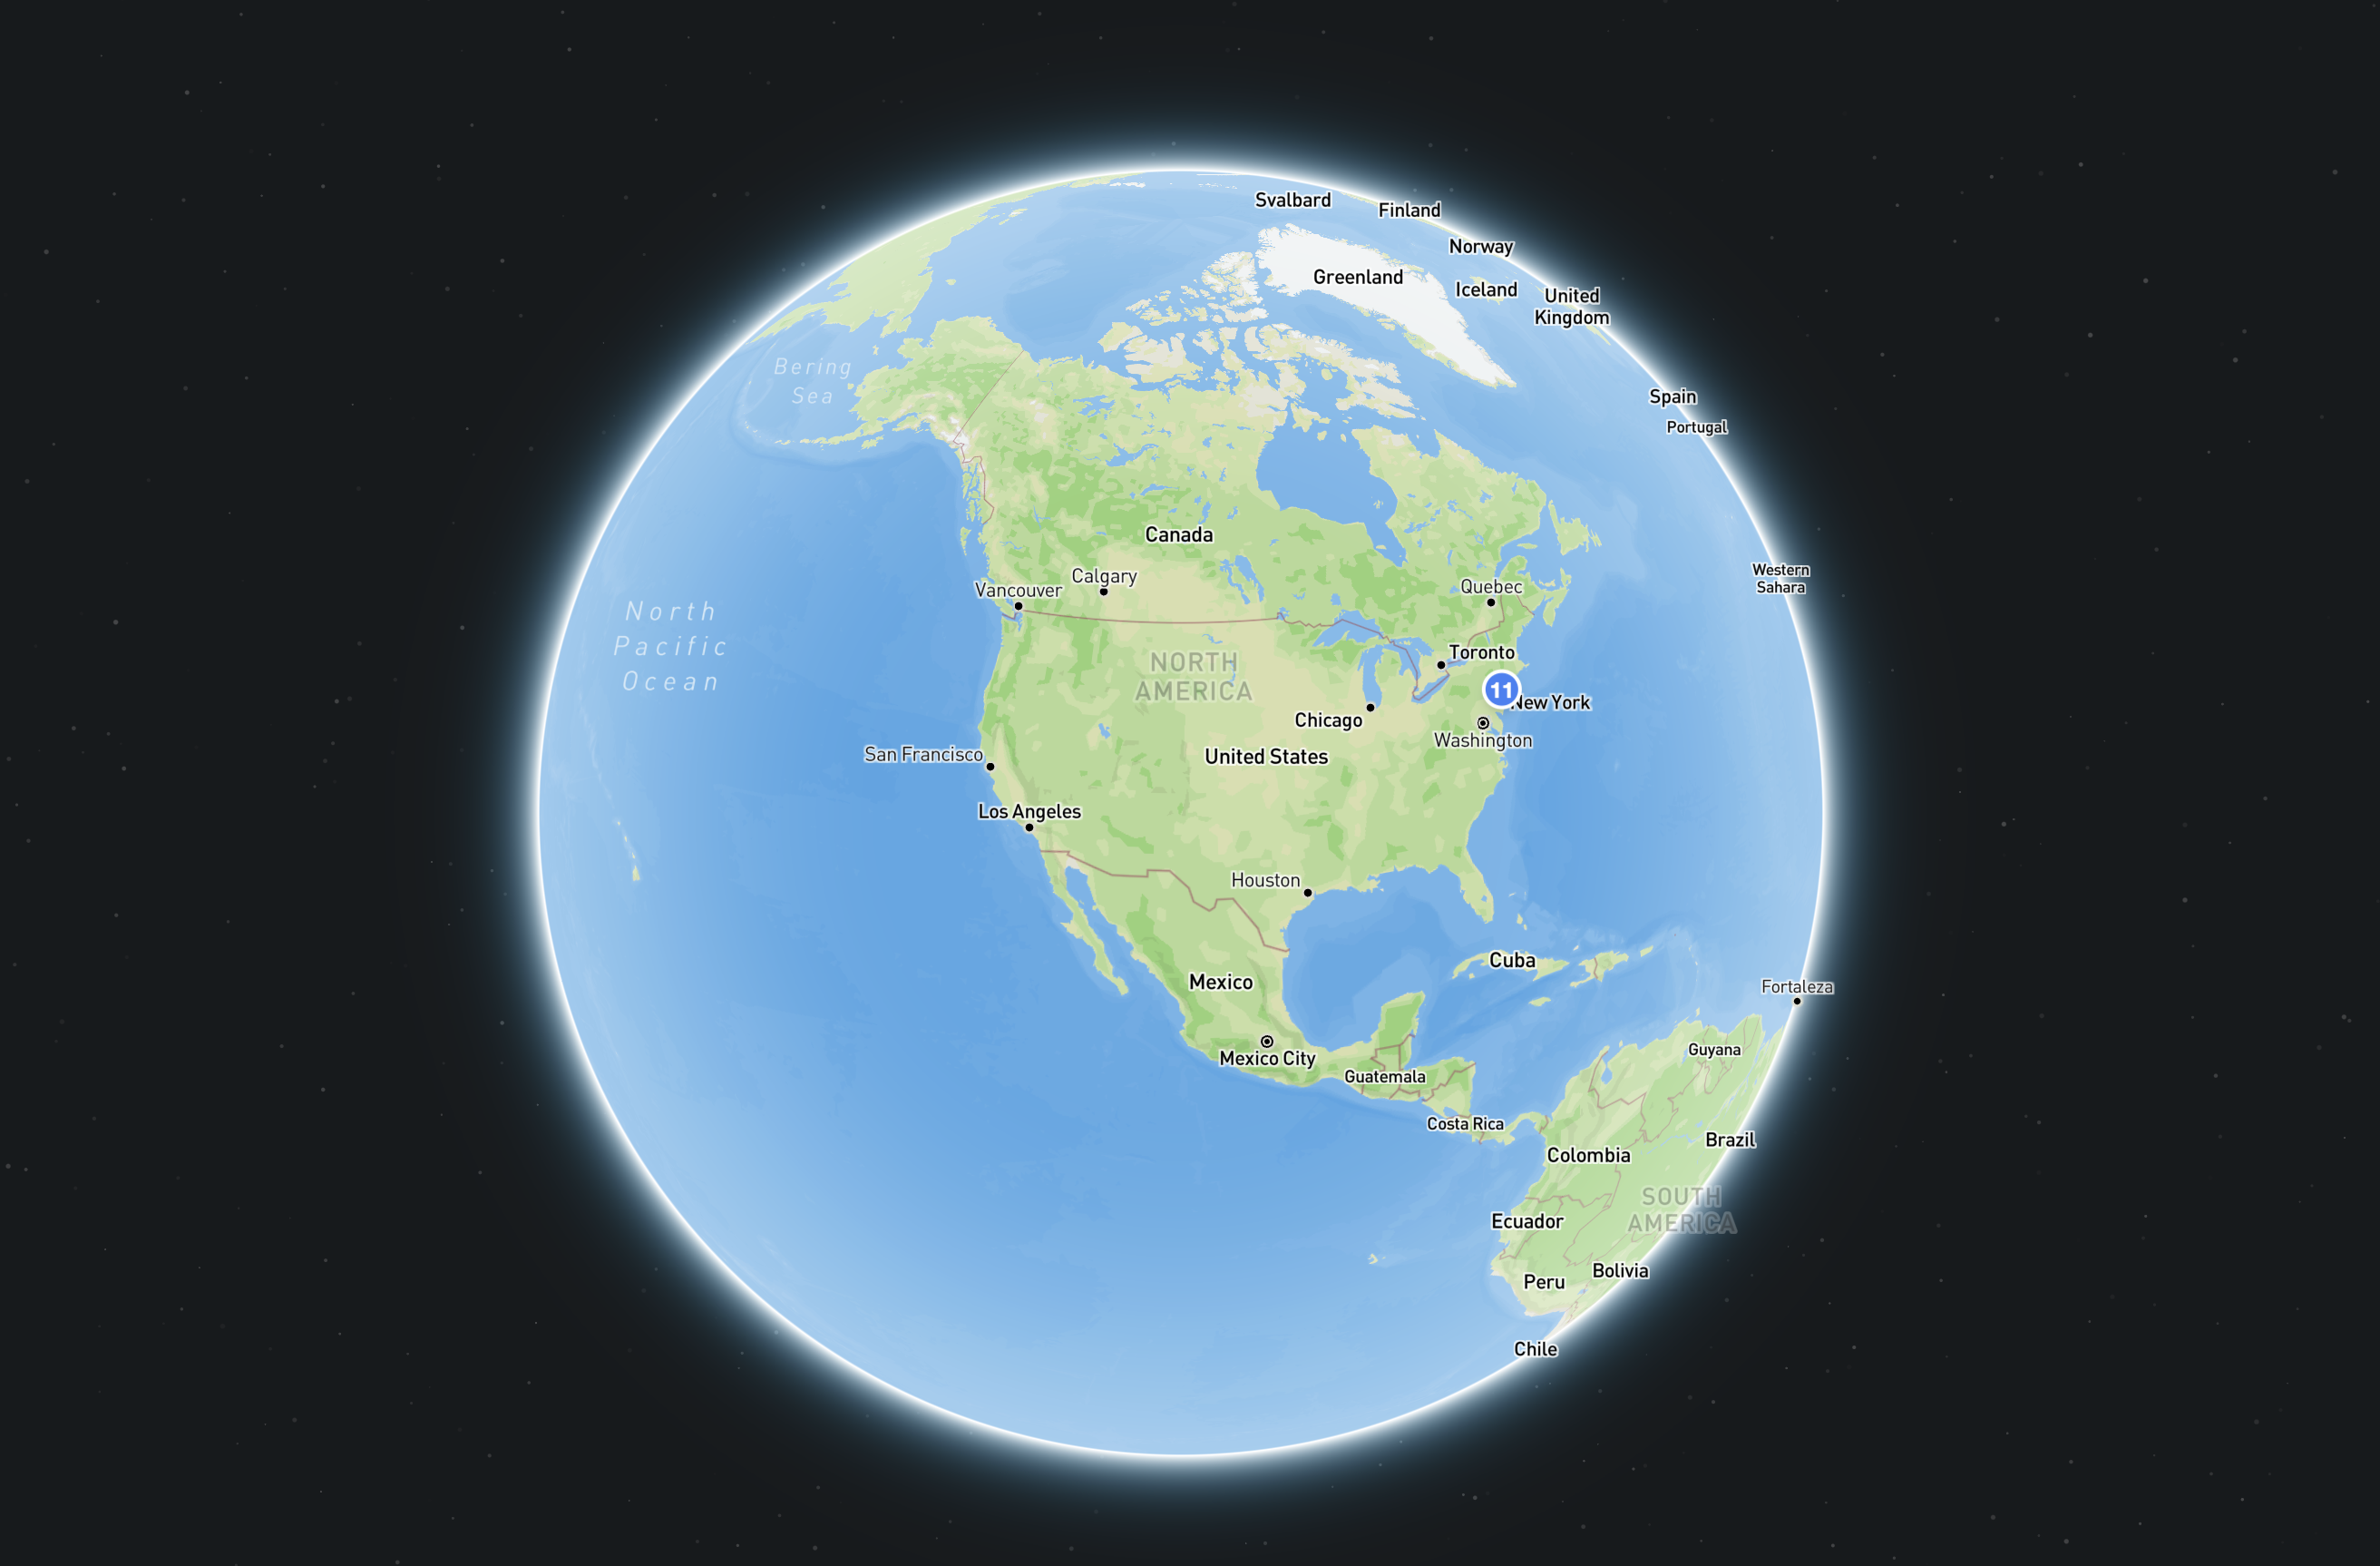 Svalbard
Finland
Norway
Greenland
Iceland
United
Kingdom
Bering
Sea
Spain
Portugal
Canada
Western
Sahara
Calgary
Vancouver
Quebec
North
Pacific
Ocean
Toronto
NORTH
AMERICA
11
New York
Chicago
Washington
San Francisco
United States
Los Angeles
Houston
Cuba
Mexico
Fortaleza
Guyana
Mexico City
Guatemala
Costa Rica
Brazil
Colombia
SOUTH
AMERICA
Ecuador
Bolivia
Peru
Chile